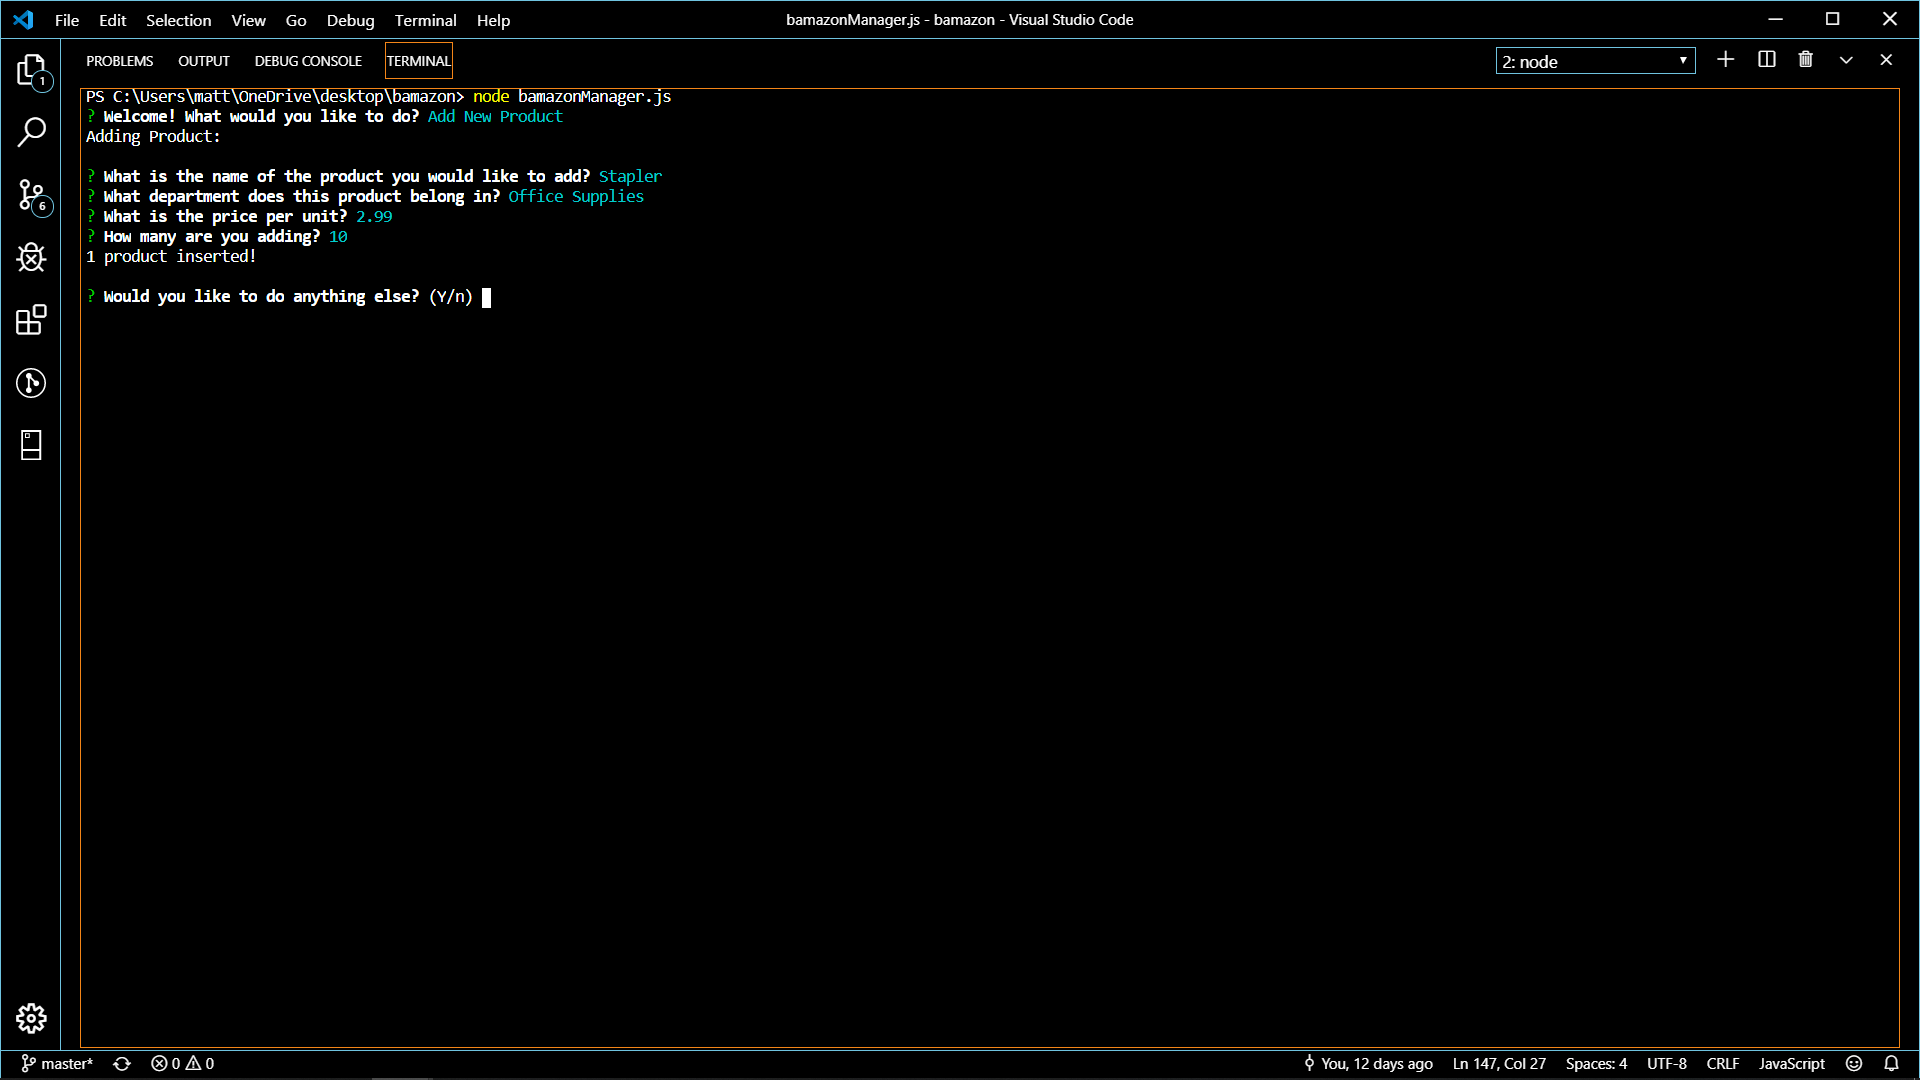 File Edit Selection View Go Debug Terminal Help bamazonManager.js - bamazon - Visual Studio Code
PROBLEMS OUTPUT DEBUG CONSOLE TERMINAL 2: node
1
6
PS C:\Users\matt\OneDrive\desktop\bamazon> node bamazonManager.js
? Welcome! What would you like to do? Add New Product
Adding Product:
? What is the name of the product you would like to add? Stapler
? What department does this product belong in? Office Supplies
? What is the price per unit? 2.99
? How many are you adding? 10
1 product inserted!
? Would you like to do anything else? (Y/n)
master* 0 0 You, 12 days ago Ln 147, Col 27 Spaces: 4 UTF-8 CRLF JavaScript